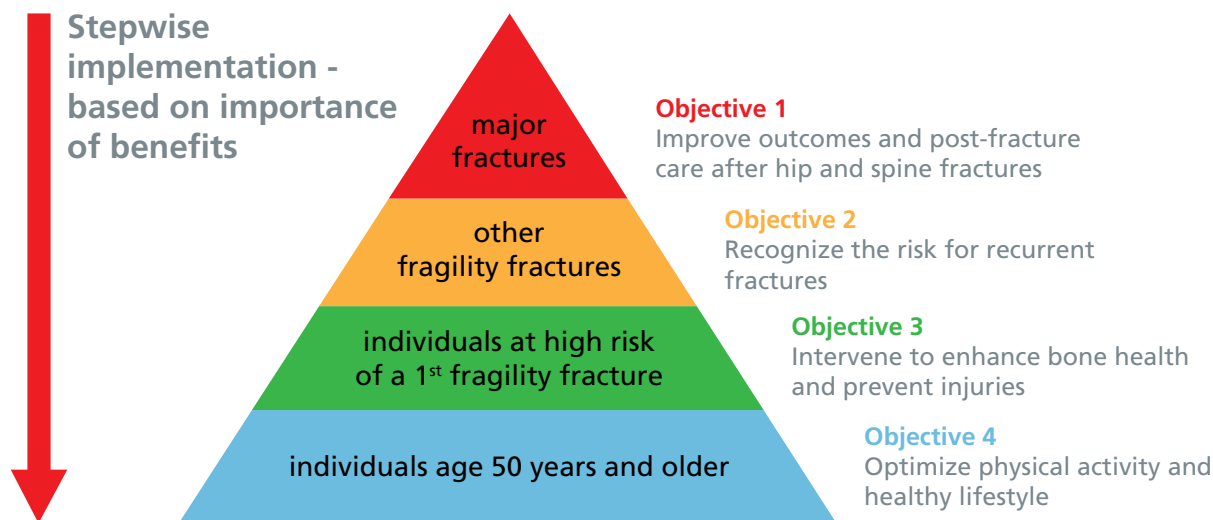 Stepwise
implementation -
based on importance
of benefits
major
fractures
Objective 1
Improve outcomes and post-fracture
care after hip and spine fractures
other
fragility fractures
Objective 2
Recognize the risk for recurrent
fractures
individuals at high risk
of a 1st fragility fracture
Objective 3
Intervene to enhance bone health
and prevent injuries
individuals age 50 years and older
Objective 4
Optimize physical activity and
healthy lifestyle